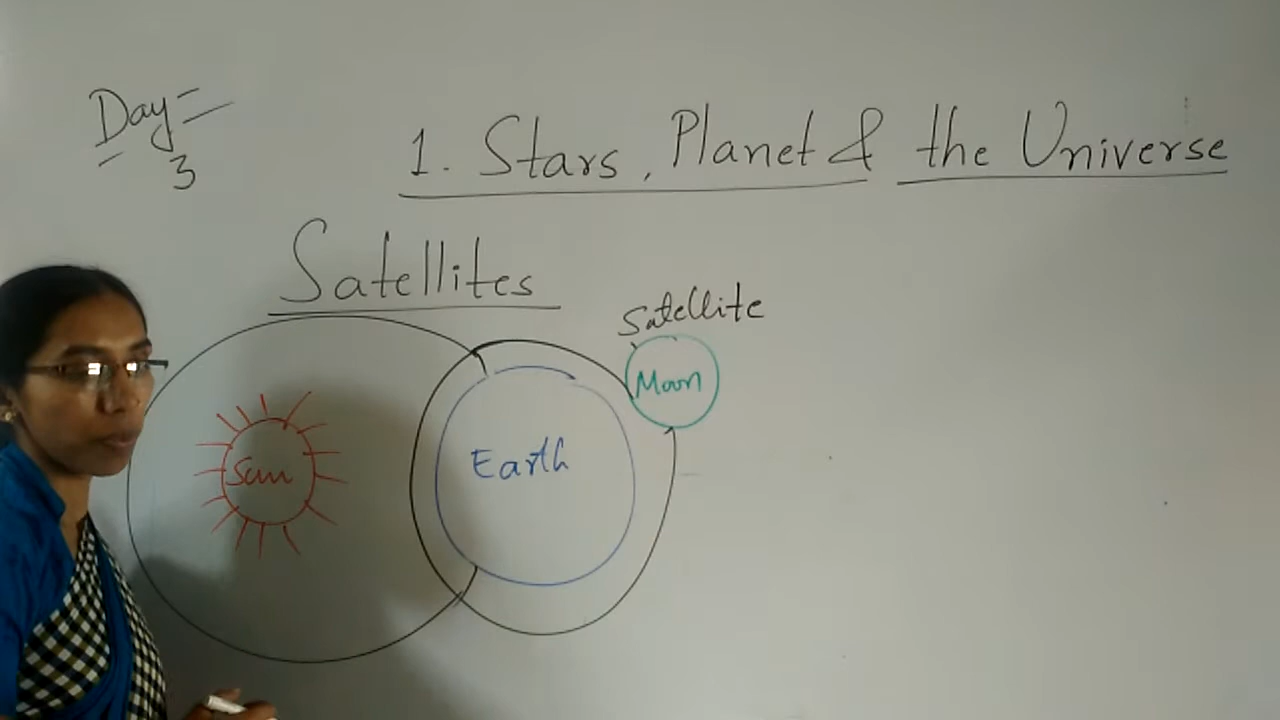 Day
3
1. Stars, Planet & the Universe
Satellites
Satellite
Moon
Earth
Sun